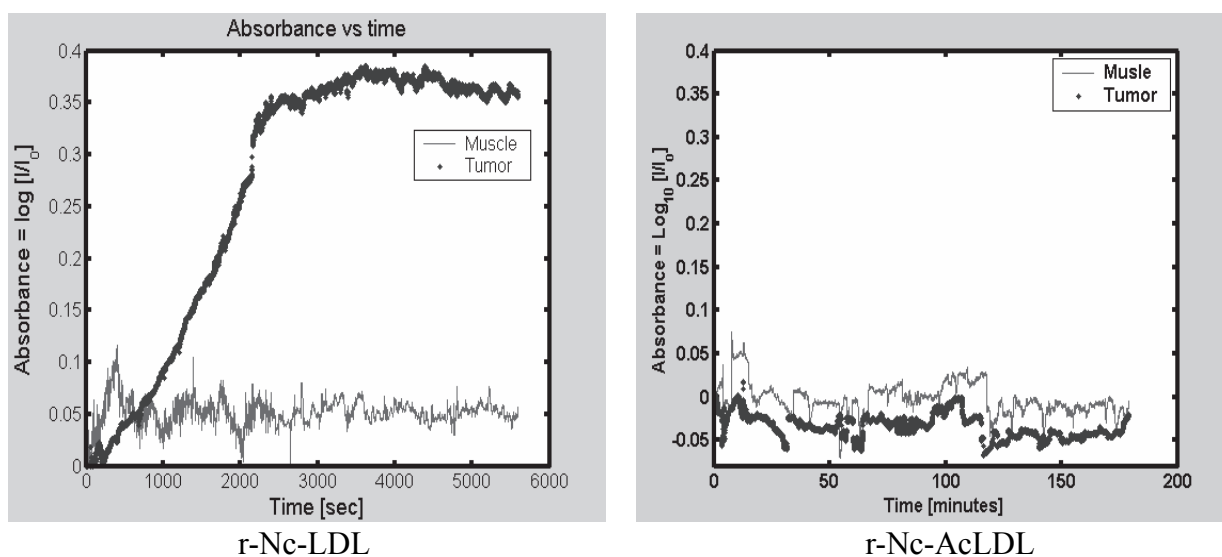 Absorbance vs time
Absorbance = log [I/I₀]
0.4
0.35
0.3
0.25
0.2
0.15
0.1
0.05
0
Muscle
Tumor
0
1000
2000
3000
4000
5000
6000
Time [sec]
r-Nc-LDL
Absorbance = Log₁₀ [I/I₀]
0.4
0.35
0.3
0.25
0.2
0.15
0.1
0.05
0
-0.05
Musle
Tumor
0
50
100
150
200
Time [minutes]
r-Nc-AcLDL